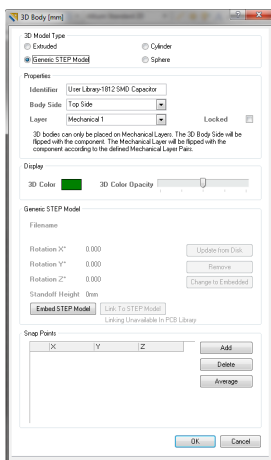 3D Body [mm]
3D Model Type
Extruded Cylinder
Generic STEP Model Sphere
Properties
Identifier User Library-1812 SMD Capacitor
Body Side Top Side
Layer Mechanical 1 Locked
3D bodies can only be placed on Mechanical Layers. The 3D Body Side will be
flipped with the component. The Mechanical Layer will be flipped with the
component according to the defined Mechanical Layer Pairs.
Display
3D Color 3D Color Opacity
Generic STEP Model
Filename
Rotation X° 0.000 Update from Disk
Rotation Y° 0.000 Remove
Rotation Z° 0.000 Change to Embedded
Standoff Height 0mm
Embed STEP Model Link To STEP Model
Linking Unavailable In PCB Library
Snap Points
X Y Z Add
Delete
Average
OK Cancel